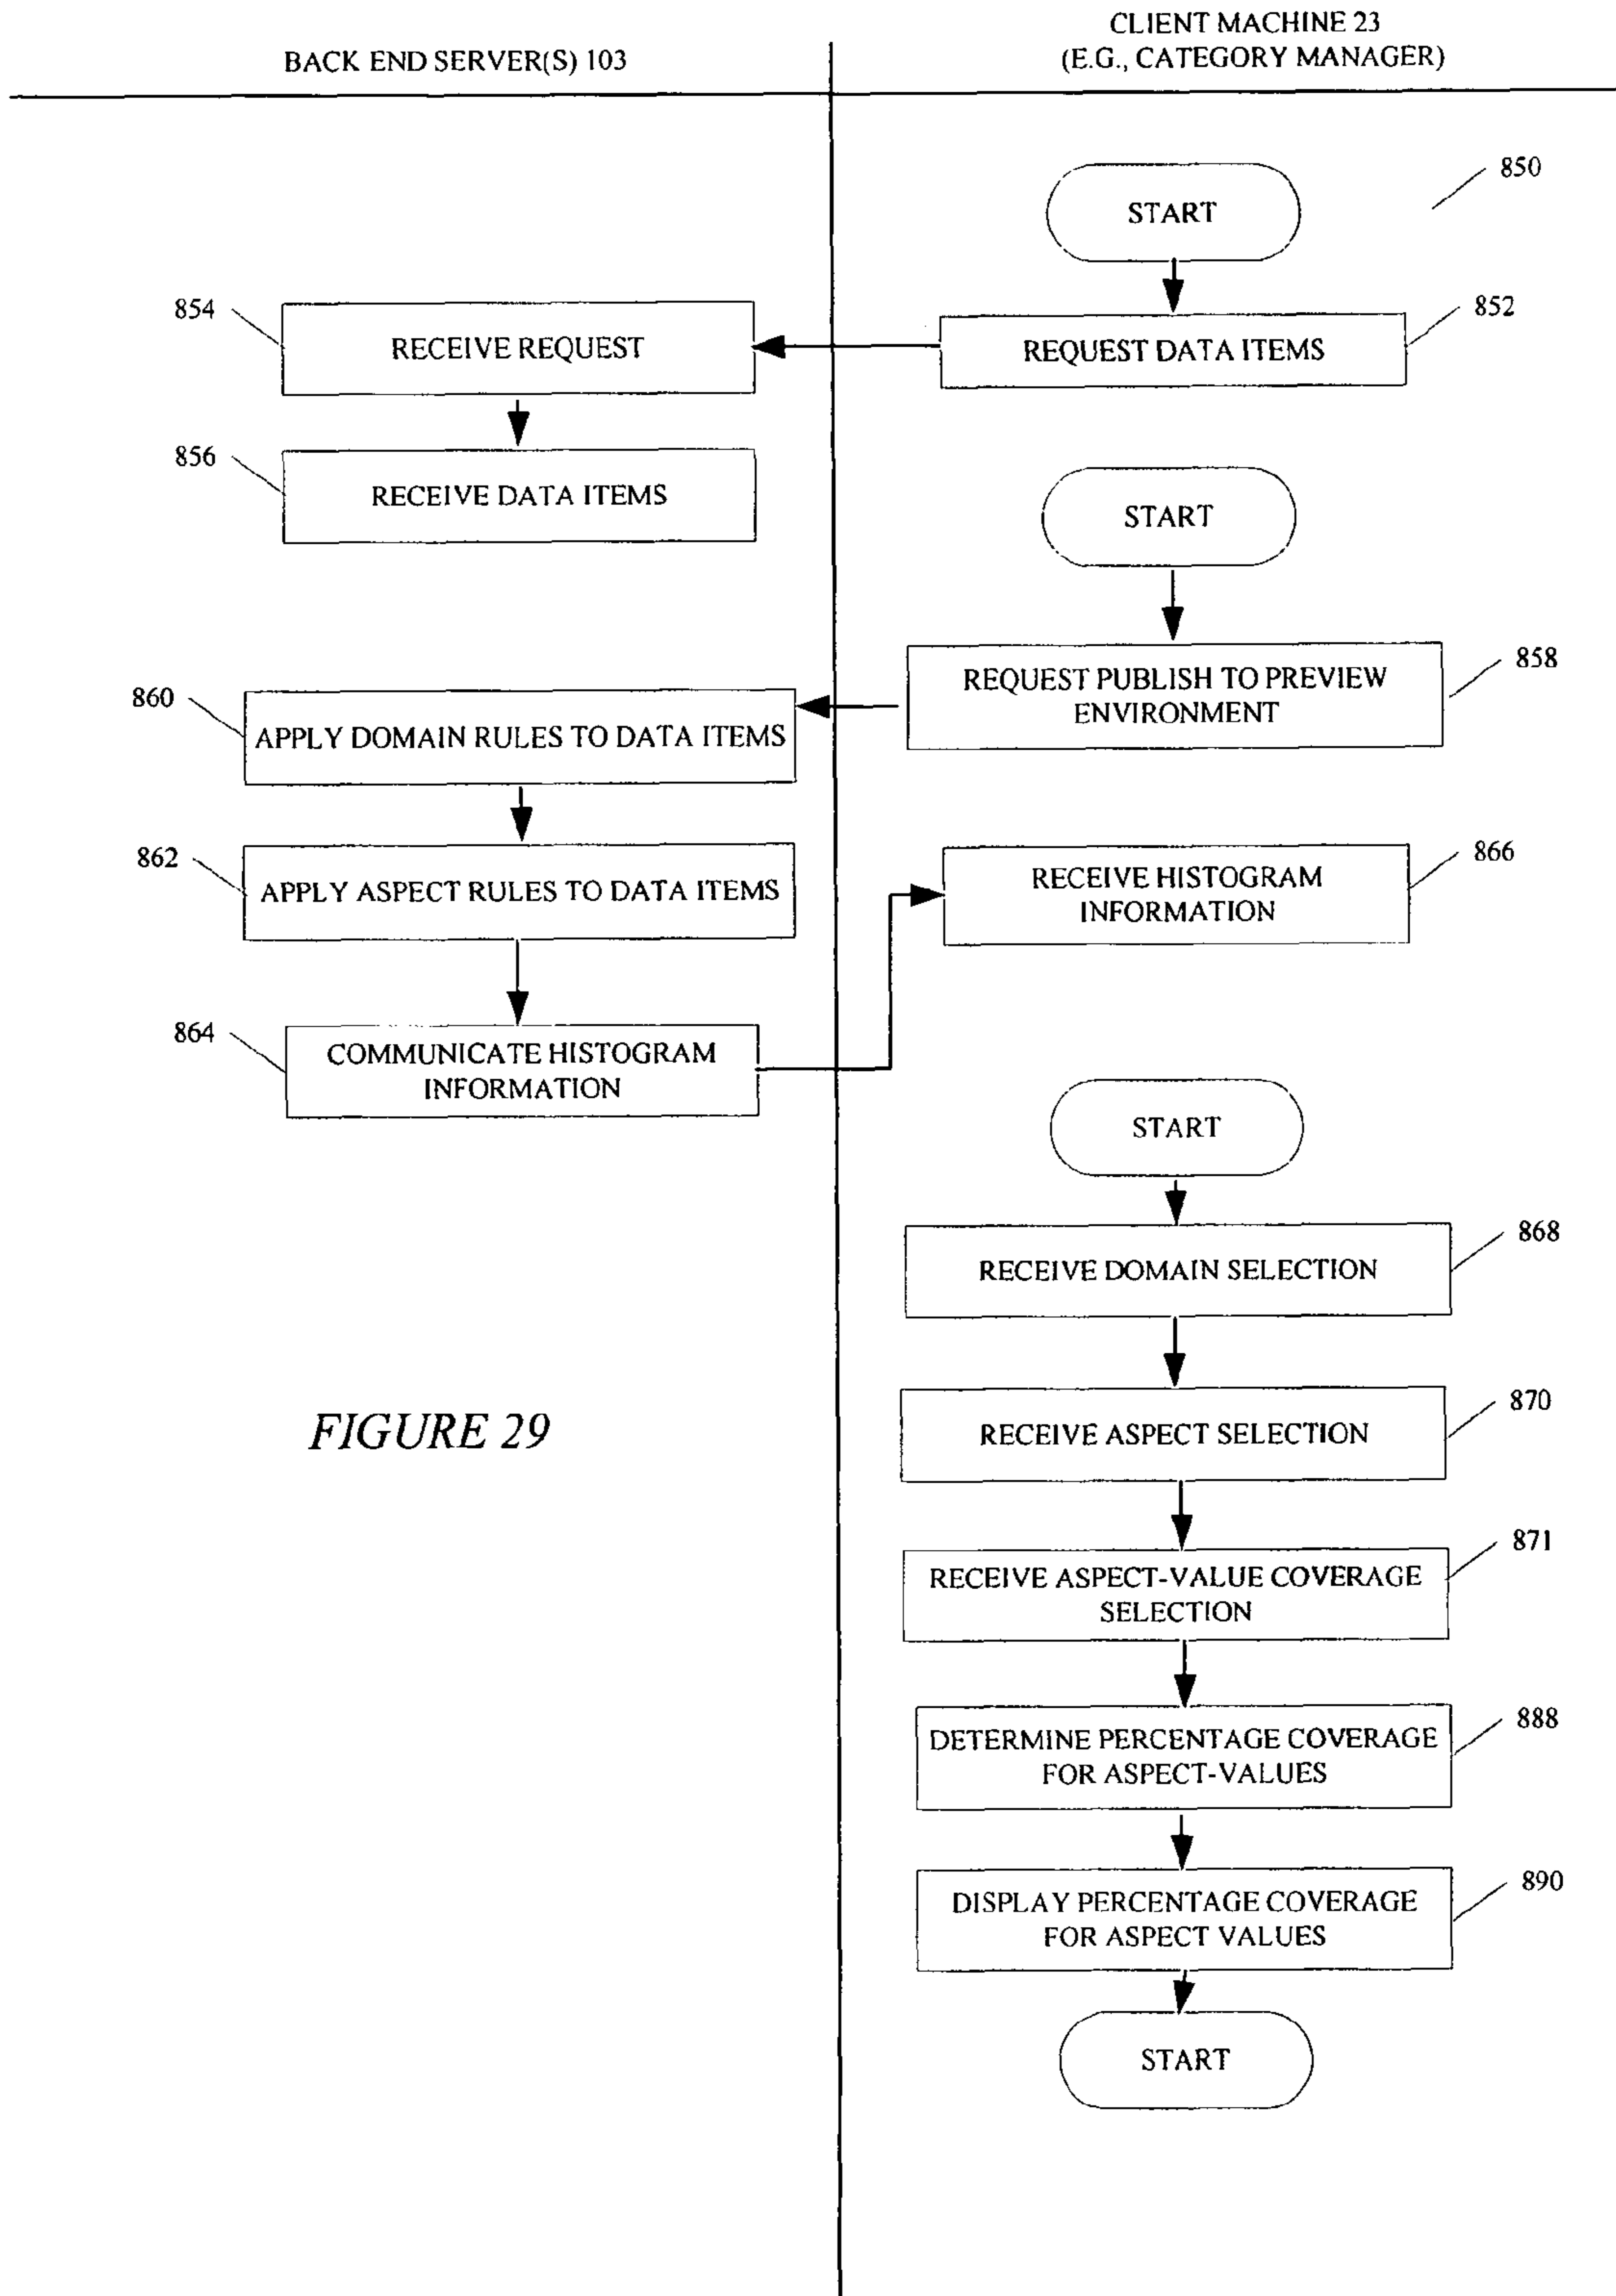 BACK END SERVER(S) 103
CLIENT MACHINE 23
(E.G., CATEGORY MANAGER)
850
START
854
RECEIVE REQUEST
852
REQUEST DATA ITEMS
856
RECEIVE DATA ITEMS
START
858
REQUEST PUBLISH TO PREVIEW
ENVIRONMENT
860
APPLY DOMAIN RULES TO DATA ITEMS
862
APPLY ASPECT RULES TO DATA ITEMS
866
RECEIVE HISTOGRAM
INFORMATION
864
COMMUNICATE HISTOGRAM
INFORMATION
START
868
RECEIVE DOMAIN SELECTION
870
RECEIVE ASPECT SELECTION
FIGURE 29
871
RECEIVE ASPECT-VALUE COVERAGE
SELECTION
888
DETERMINE PERCENTAGE COVERAGE
FOR ASPECT-VALUES
890
DISPLAY PERCENTAGE COVERAGE
FOR ASPECT VALUES
START